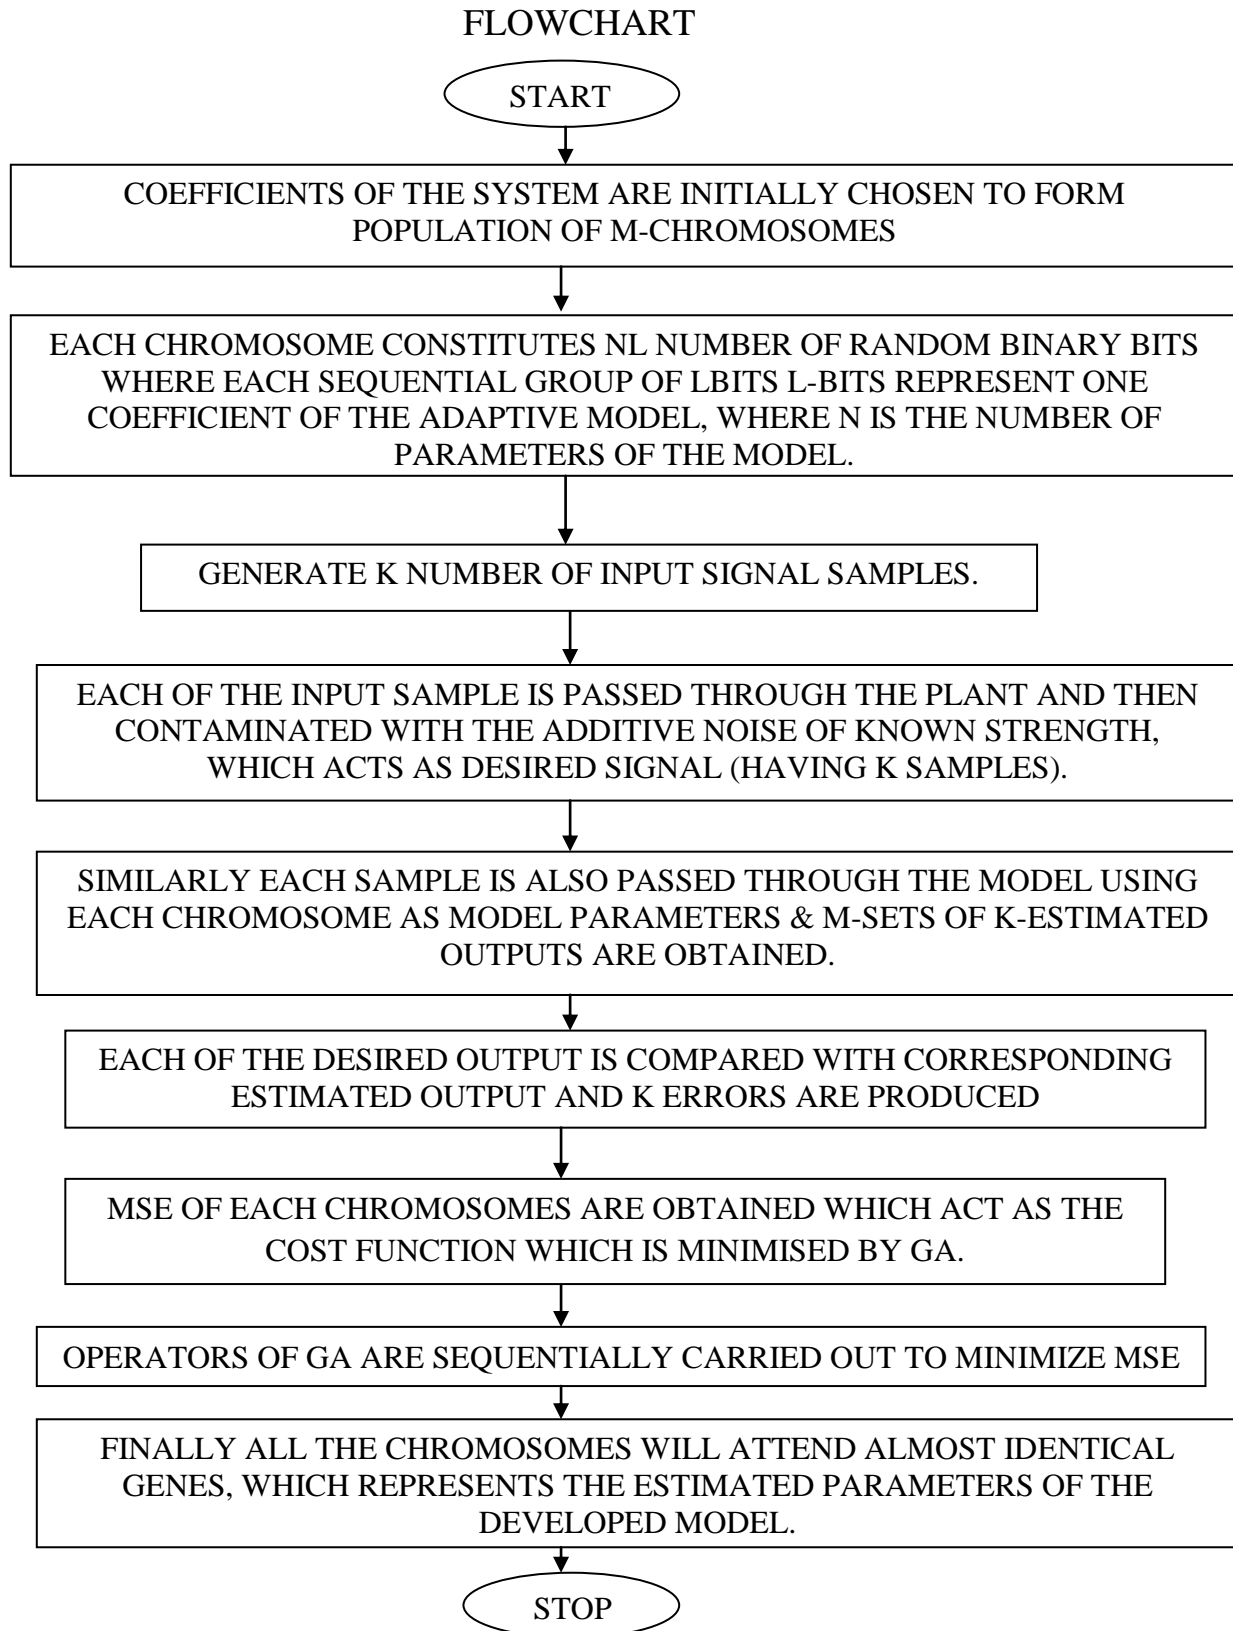 FLOWCHART
START
COEFFICIENTS OF THE SYSTEM ARE INITIALLY CHOSEN TO FORM
POPULATION OF M-CHROMOSOMES
EACH CHROMOSOME CONSTITUTES NL NUMBER OF RANDOM BINARY BITS
WHERE EACH SEQUENTIAL GROUP OF LBITS L-BITS REPRESENT ONE
COEFFICIENT OF THE ADAPTIVE MODEL, WHERE N IS THE NUMBER OF
PARAMETERS OF THE MODEL.
GENERATE K NUMBER OF INPUT SIGNAL SAMPLES.
EACH OF THE INPUT SAMPLE IS PASSED THROUGH THE PLANT AND THEN
CONTAMINATED WITH THE ADDITIVE NOISE OF KNOWN STRENGTH,
WHICH ACTS AS DESIRED SIGNAL (HAVING K SAMPLES).
SIMILARLY EACH SAMPLE IS ALSO PASSED THROUGH THE MODEL USING
EACH CHROMOSOME AS MODEL PARAMETERS & M-SETS OF K-ESTIMATED
OUTPUTS ARE OBTAINED.
EACH OF THE DESIRED OUTPUT IS COMPARED WITH CORRESPONDING
ESTIMATED OUTPUT AND K ERRORS ARE PRODUCED
MSE OF EACH CHROMOSOMES ARE OBTAINED WHICH ACT AS THE
COST FUNCTION WHICH IS MINIMISED BY GA.
OPERATORS OF GA ARE SEQUENTIALLY CARRIED OUT TO MINIMIZE MSE
FINALLY ALL THE CHROMOSOMES WILL ATTEND ALMOST IDENTICAL
GENES, WHICH REPRESENTS THE ESTIMATED PARAMETERS OF THE
DEVELOPED MODEL.
STOP